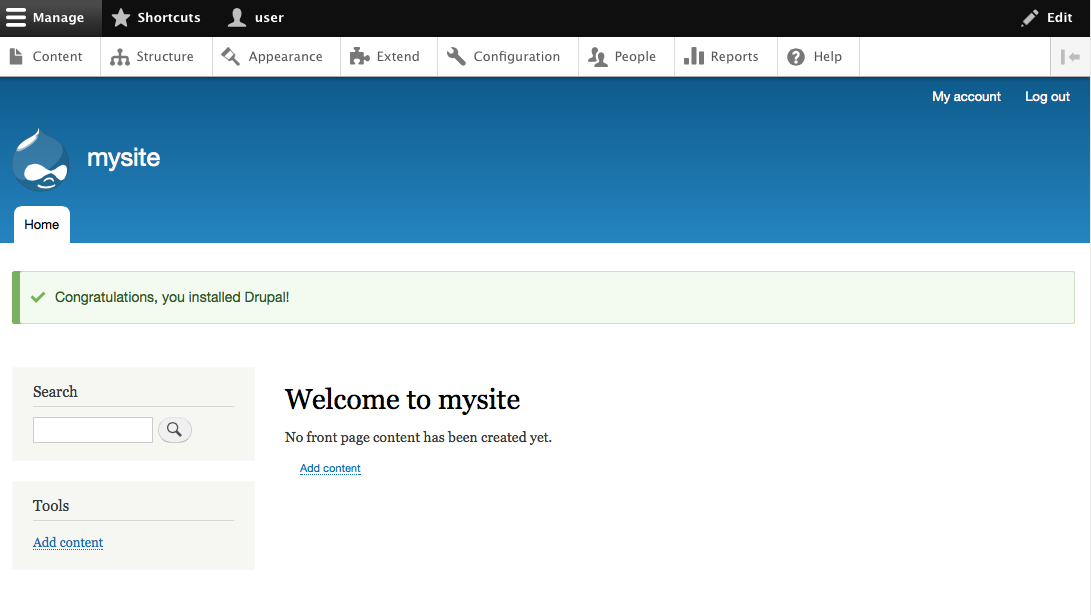 Manage Shortcuts user Edit
Content Structure Appearance Extend Configuration People Reports Help
My account Log out
mysite
Home
Congratulations, you installed Drupal!
Search
Welcome to mysite
No front page content has been created yet.
Add content
Tools
Add content